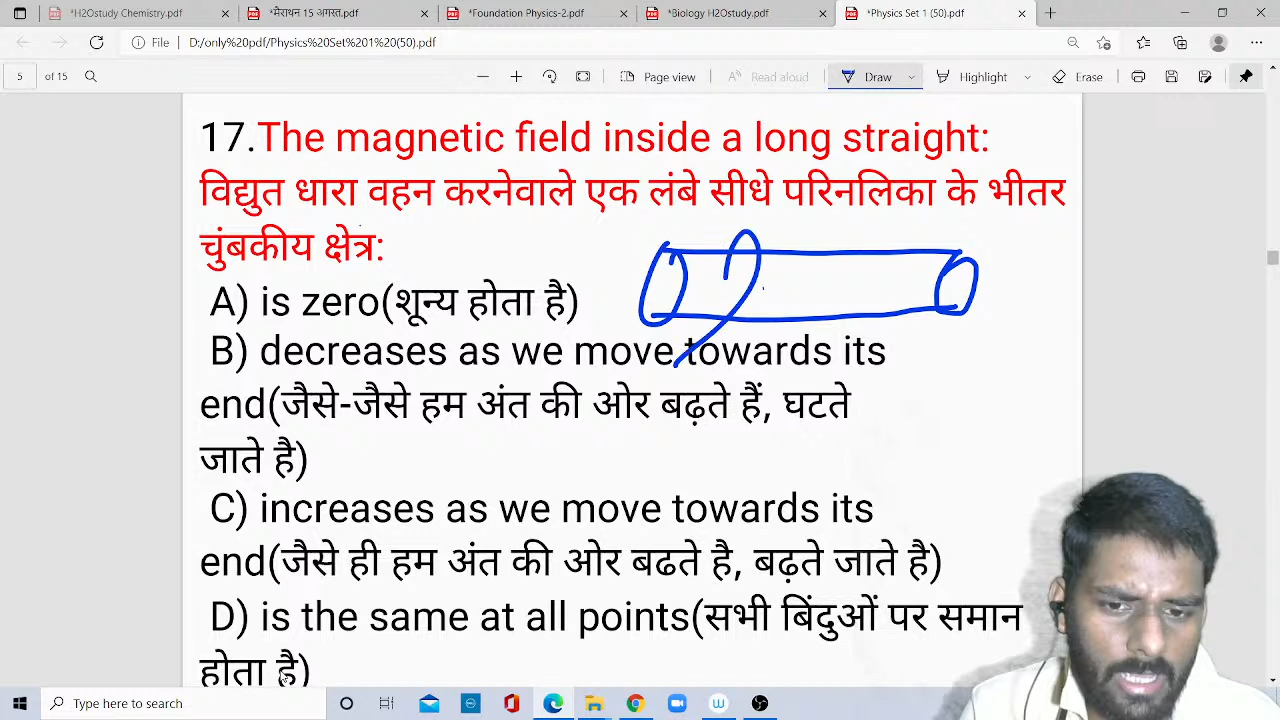 *H2Ostudy Chemistry.pdf
*मैराथन 15 अगस्त.pdf
*Foundation Physics-2.pdf
*Biology H2Ostudy.pdf
*Physics Set 1 (50).pdf
File
D:/only%20pdf/Physics%20Set%201%20(50).pdf
5 of 15
Page view
Read aloud
Draw
Highlight
Erase
17.The magnetic field inside a long straight:
विद्युत धारा वहन करनेवाले एक लंबे सीधे परिनलिका के भीतर
चुंबकीय क्षेत्र:
A) is zero(शून्य होता है)
B) decreases as we move towards its
end(जैसे-जैसे हम अंत की ओर बढ़ते हैं, घटते
जाते है)
C) increases as we move towards its
end(जैसे ही हम अंत की ओर बढते है, बढ़ते जाते है)
D) is the same at all points(सभी बिंदुओं पर समान
होता है)
Type here to search